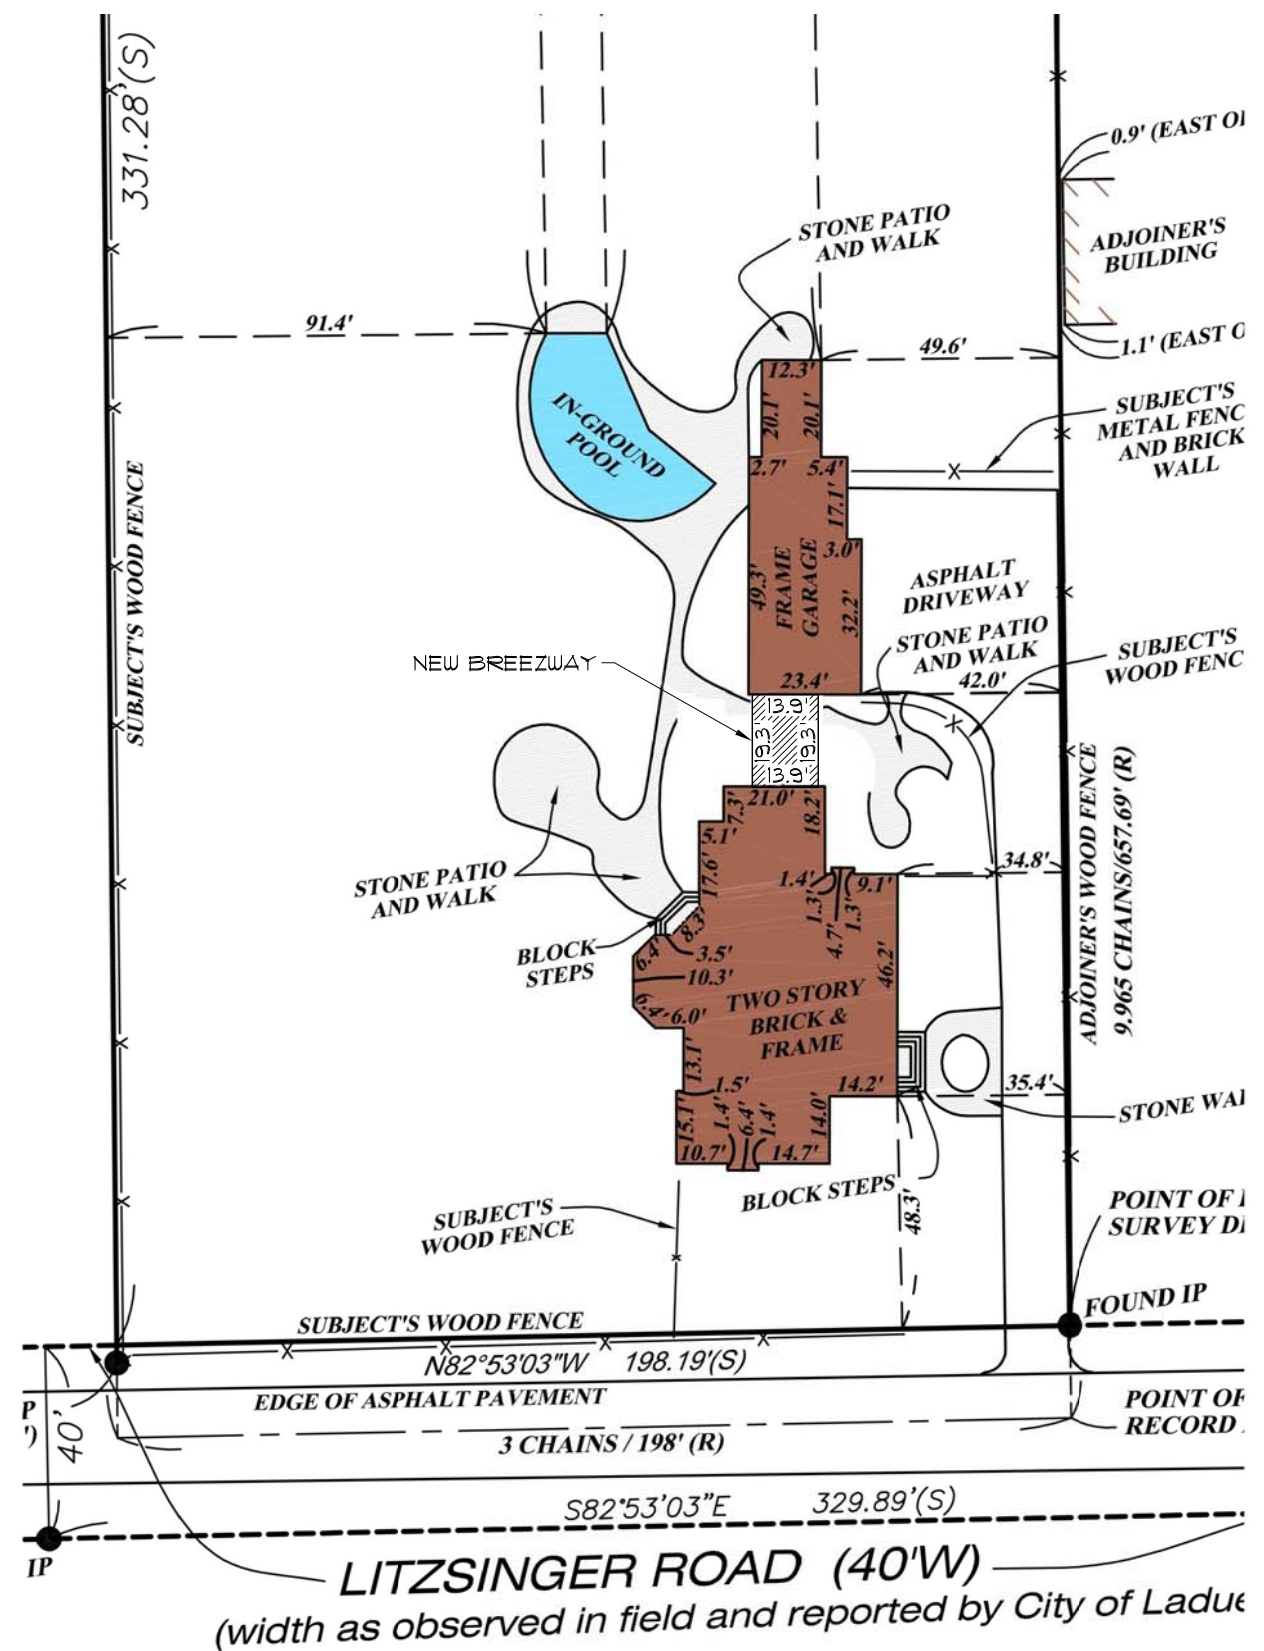 331.28'(S)
0.9' (EAST OF
STONE PATIO
AND WALK
ADJOINER'S
BUILDING
91.4'
49.6'
1.1' (EAST O
12.3'
20.1'
20.1'
SUBJECT'S
METAL FENC
AND BRICK
WALL
IN-GROUND
POOL
2.7'
5.4'
17.1'
3.0'
SUBJECT'S WOOD FENCE
49.3'
FRAME
GARAGE
32.2'
ASPHALT
DRIVEWAY
STONE PATIO
AND WALK
SUBJECT'S
WOOD FENC
NEW BREEZWAY
23.4'
42.0'
13.9'
19.3'
19.3'
13.9'
21.0'
7.3'
18.2'
5.1'
17.6'
ADJOINER'S WOOD FENCE
9.965 CHAINS/657.69' (R)
34.8'
STONE PATIO
AND WALK
1.4'
9.1'
1.3'
1.3'
4.7'
8.3'
BLOCK
STEPS
6.4'
3.5'
10.3'
46.2'
TWO STORY
BRICK &
FRAME
6.4'
6.0'
13.1'
1.5'
14.2'
35.4'
15.1'
1.4'
6.4'
1.4'
14.0'
STONE WA
10.7'
14.7'
BLOCK STEPS
48.3'
SUBJECT'S
WOOD FENCE
POINT OF
SURVEY
FOUND IP
SUBJECT'S WOOD FENCE
N82°53'03"W 198.19'(S)
EDGE OF ASPHALT PAVEMENT
40'
P
')
POINT OF
RECORD
3 CHAINS / 198' (R)
S82°53'03"E 329.89'(S)
IP
LITZSINGER ROAD (40'W)
(width as observed in field and reported by City of Ladue